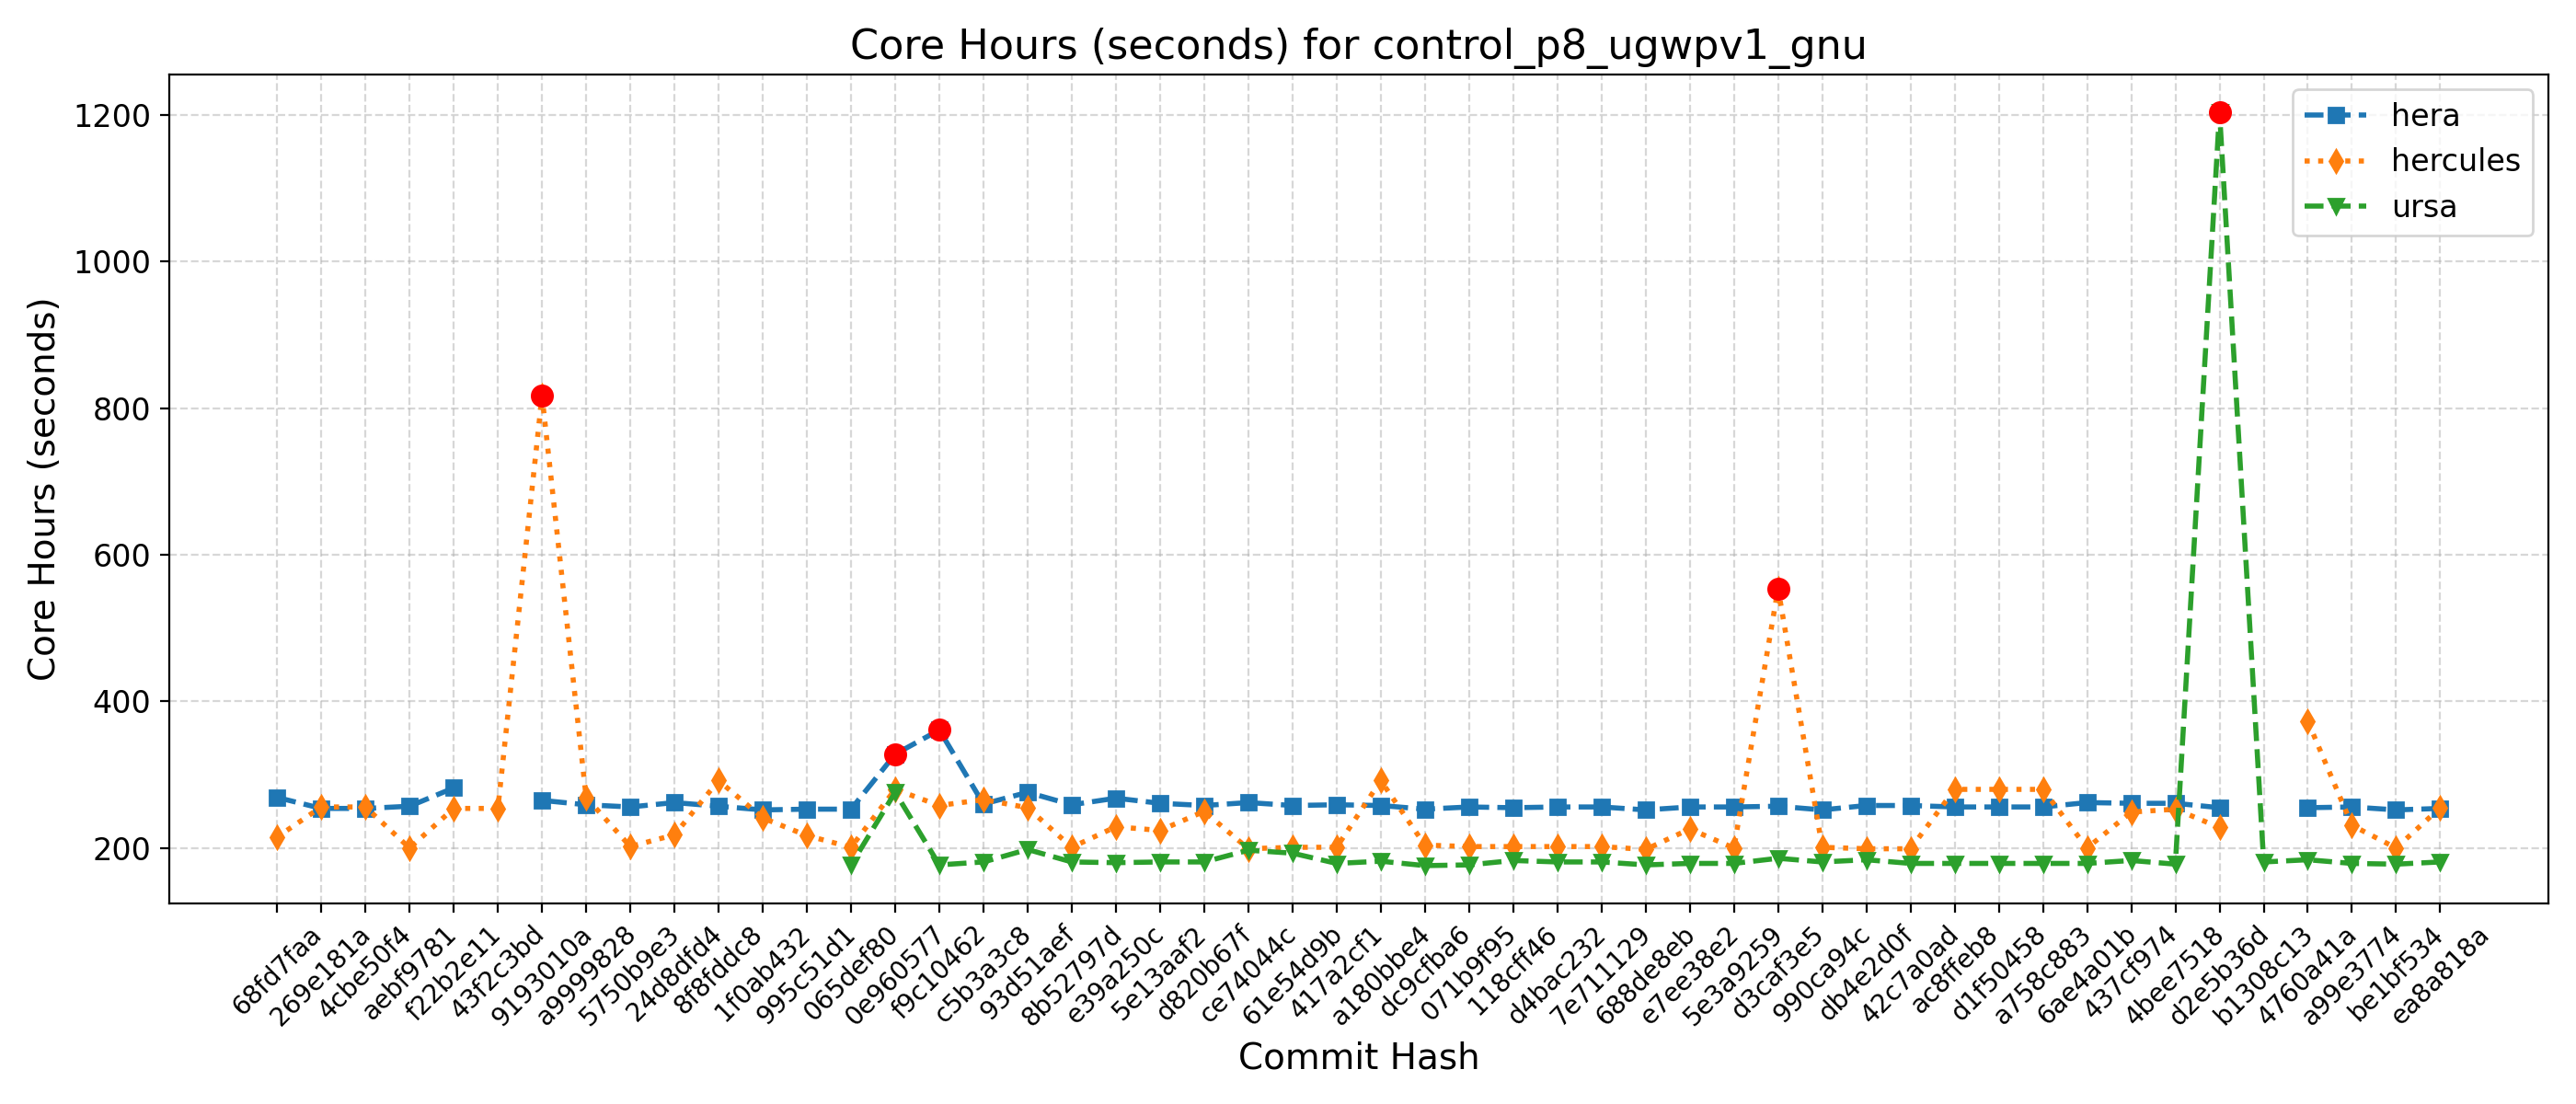 Core Hours (seconds) for control_p8_ugwpv1_gnu
Core Hours (seconds)
1200
1000
800
600
400
200
hera
hercules
ursa
68fd7faa
269e181a
4cbe50f4
aebf9781
f22b2e11
43f2c3bd
9193010a
a9999828
5750b9e3
24d8dfd4
8f8fddc8
1f0ab432
995c51d1
065def80
0e960577
f9c10462
c5b3a3c8
93d51aef
8b52797d
e39a250c
5e13aaf2
d820b67f
ce74044c
61e54d9b
417a2cf1
a180bbe4
dc9cfba6
071b9f95
118cff46
d4bac232
7e711129
688de8eb
e7ee38e2
5e3a9259
d3caf3e5
990ca94c
db4e2d0f
42c7a0ad
ac8ffeb8
d1f50458
a758c883
6ae4a01b
437cf974
4bee7518
d2e5b36d
b1308c13
4760a41a
a99e3774
be1bf534
ea8a818a
Commit Hash